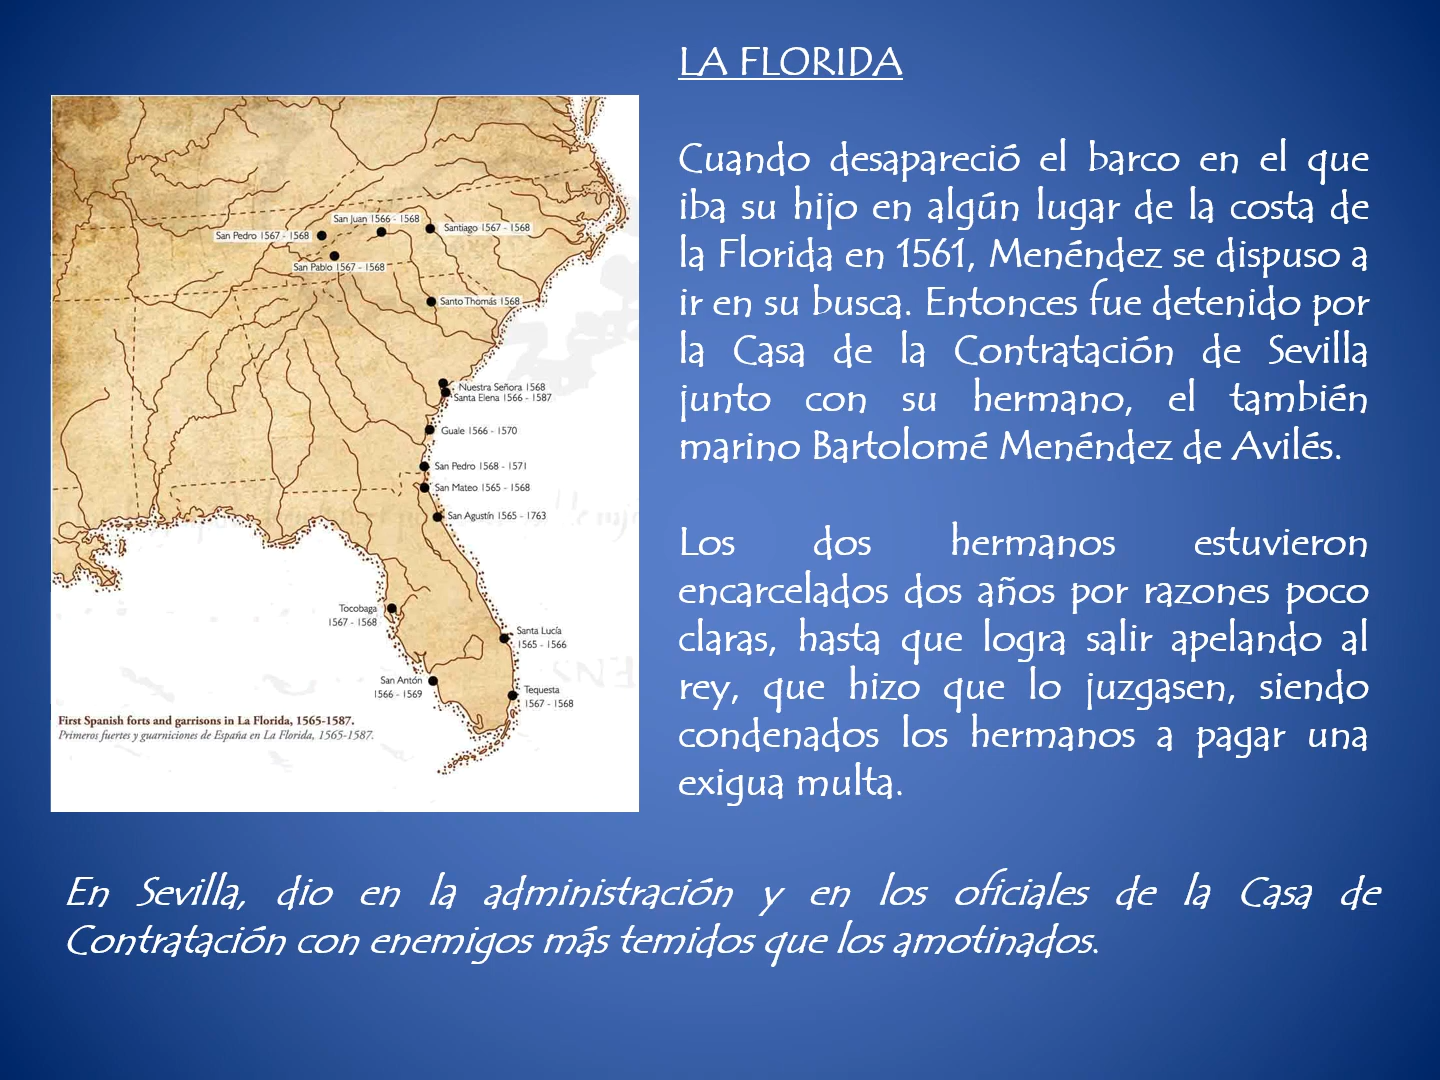 LA FLORIDA
Cuando desapareció el barco en el que
iba su hijo en algún lugar de la costa de
la Florida en 1561, Menéndez se dispuso a
ir en su busca. Entonces fue detenido por
la Casa de la Contratación de Sevilla
junto con su hermano, el también
marino Bartolomé Menéndez de Avilés.
Los dos hermanos estuvieron
encarcelados dos años por razones poco
claras, hasta que logra salir apelando al
rey, que hizo que lo juzgasen, siendo
condenados los hermanos a pagar una
exigua multa.
San Juan 1566 - 1568
San Pedro 1567 - 1568
Santiago 1567 - 1568
San Pablo 1567 - 1568
Santo Thomás 1568
Nuestra Señora 1568
Santa Elena 1566 - 1587
Guale 1566 - 1570
San Pedro 1568 - 1571
San Mateo 1565 - 1568
San Agustín 1565 - 1763
Tocobaga
1567 - 1568
Santa Lucía
1565 - 1566
San Antón
1566 - 1569
Tequesta
1567 - 1568
First Spanish forts and garrisons in La Florida, 1565-1587.
Primeros fuertes y guarniciones de España en La Florida, 1565-1587.
En Sevilla, dio en la administración y en los oficiales de la Casa de
Contratación con enemigos más temidos que los amotinados.